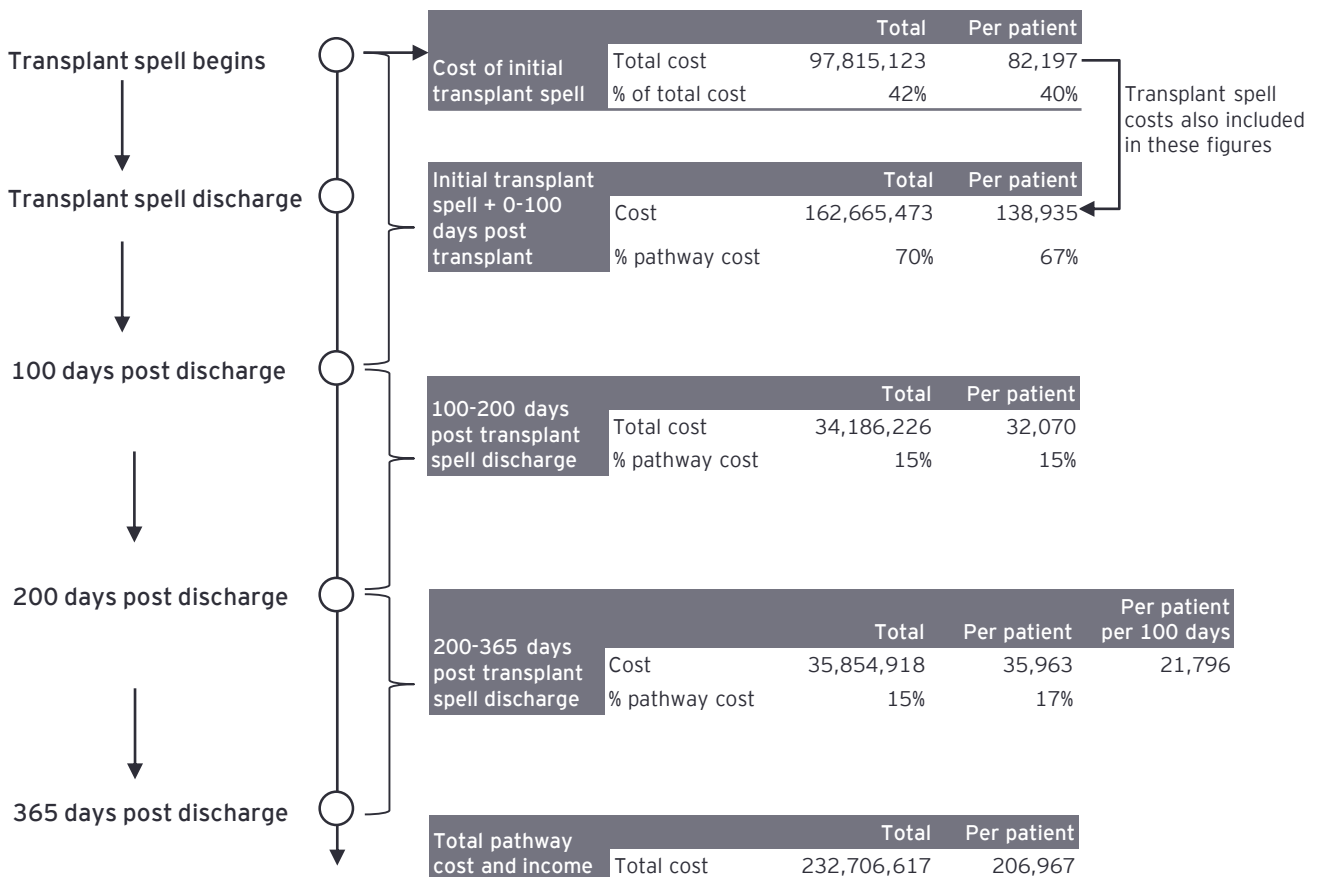 Transplant spell begins
Transplant spell discharge
100 days post discharge
200 days post discharge
365 days post discharge
Cost of initial
transplant spell
Total Per patient
Total cost 97,815,123 82,197
% of total cost 42% 40%
Transplant spell
costs also included
in these figures
Initial transplant
spell + 0-100
days post
transplant
Total Per patient
Cost 162,665,473 138,935
% pathway cost 70% 67%
100-200 days
post transplant
spell discharge
Total Per patient
Total cost 34,186,226 32,070
% pathway cost 15% 15%
200-365 days
post transplant
spell discharge
Per patient
Total Per patient per 100 days
Cost 35,854,918 35,963 21,796
% pathway cost 15% 17%
Total pathway
cost and income
Total Per patient
Total cost 232,706,617 206,967